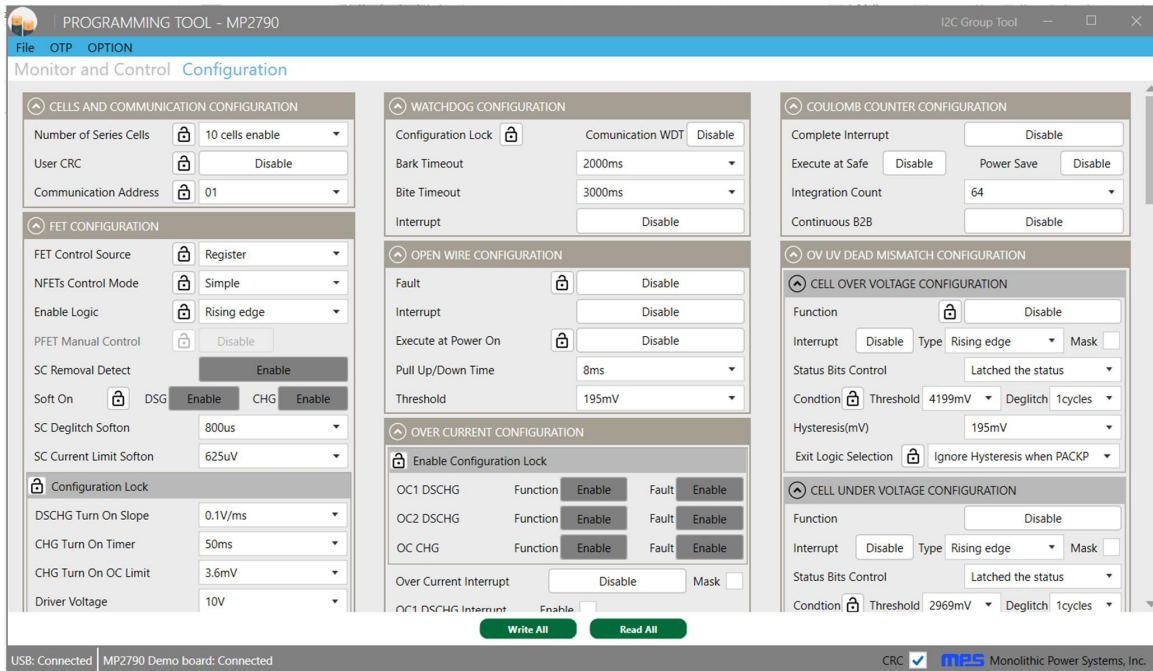 PROGRAMMING TOOL - MP2790
I2C Group Tool
File OTP OPTION
Monitor and Control Configuration
CELLS AND COMMUNICATION CONFIGURATION
Number of Series Cells 10 cells enable
User CRC Disable
Communication Address 01
FET CONFIGURATION
FET Control Source Register
NFETs Control Mode Simple
Enable Logic Rising edge
PFET Manual Control Disable
SC Removal Detect Enable
Soft On DSG Enable CHG Enable
SC Deglitch Softon 800us
SC Current Limit Softon 625uV
Configuration Lock
DSCHG Turn On Slope 0.1V/ms
CHG Turn On Timer 50ms
CHG Turn On OC Limit 3.6mV
Driver Voltage 10V
WATCHDOG CONFIGURATION
Configuration Lock Comunication WDT Disable
Bark Timeout 2000ms
Bite Timeout 3000ms
Interrupt Disable
OPEN WIRE CONFIGURATION
Fault Disable
Interrupt Disable
Execute at Power On Disable
Pull Up/Down Time 8ms
Threshold 195mV
OVER CURRENT CONFIGURATION
Enable Configuration Lock
OC1 DSCHG Function Enable Fault Enable
OC2 DSCHG Function Enable Fault Enable
OC CHG Function Enable Fault Enable
Over Current Interrupt Disable Mask
OC1 DSCHG Interrupt Enable
COULOMB COUNTER CONFIGURATION
Complete Interrupt Disable
Execute at Safe Disable Power Save Disable
Integration Count 64
Continuous B2B Disable
OV UV DEAD MISMATCH CONFIGURATION
CELL OVER VOLTAGE CONFIGURATION
Function Disable
Interrupt Disable Type Rising edge Mask
Status Bits Control Latched the status
Condtion Threshold 4199mV Deglitch 1cycles
Hysteresis(mV) 195mV
Exit Logic Selection Ignore Hysteresis when PACKP
CELL UNDER VOLTAGE CONFIGURATION
Function Disable
Interrupt Disable Type Rising edge Mask
Status Bits Control Latched the status
Condtion Threshold 2969mV Deglitch 1cycles
Write All Read All
USB: Connected MP2790 Demo board: Connected
CRC mps Monolithic Power Systems, Inc.